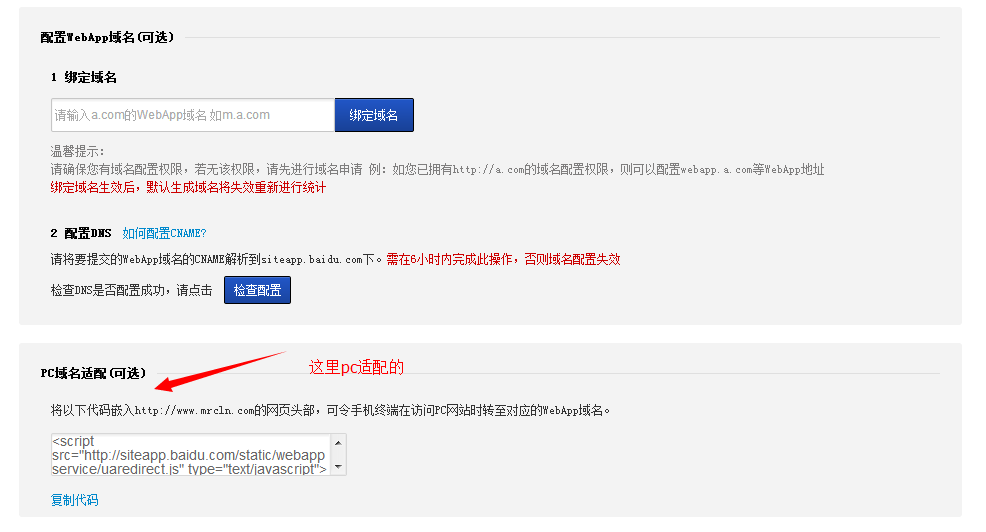 配置WebApp域名(可选)
1 绑定域名
请输入a.com的WebApp域名 如m.a.com
绑定域名
温馨提示：
请确保您有域名配置权限，若无该权限，请先进行域名申请 例：如您已拥有http://a.com的域名配置权限，则可以配置webapp.a.com等WebApp地址
绑定域名生效后，默认生成域名将失效重新进行统计
2 配置DNS 如何配置CNAME?
请将要提交的WebApp域名的CNAME解析到siteapp.baidu.com下。需在6小时内完成此操作，否则域名配置失效
检查DNS是否配置成功，请点击 检查配置
PC域名适配(可选)
这里pc适配的
将以下代码嵌入http://www.mrcln.com的网页头部，可令手机终端在访问PC网站时转至对应的WebApp域名。
<script
src="http://siteapp.baidu.com/static/webapp
service/uaredirect.js" type="text/javascript">
复制代码